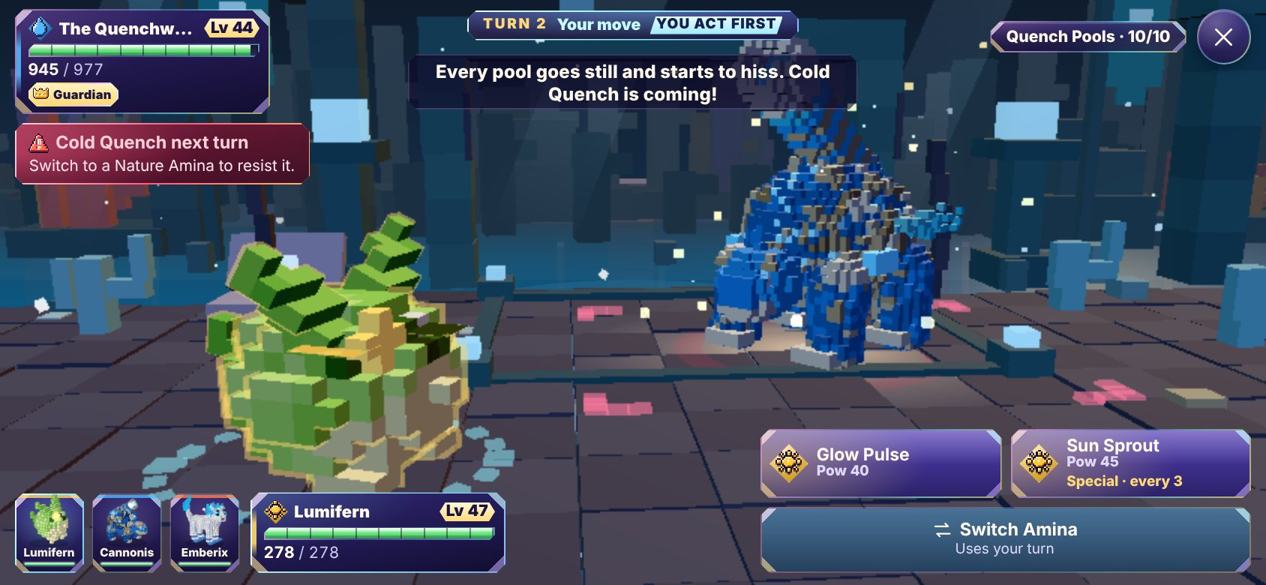 The Quenchw...
Lv 44
945 / 977
Guardian
TURN 2 Your move YOU ACT FIRST
Quench Pools · 10/10
Every pool goes still and starts to hiss. Cold
Quench is coming!
Cold Quench next turn
Switch to a Nature Amina to resist it.
Glow Pulse
Pow 40
Sun Sprout
Pow 45
Special · every 3
Switch Amina
Uses your turn
Lumifern
Cannonis
Emberix
Lumifern
Lv 47
278 / 278